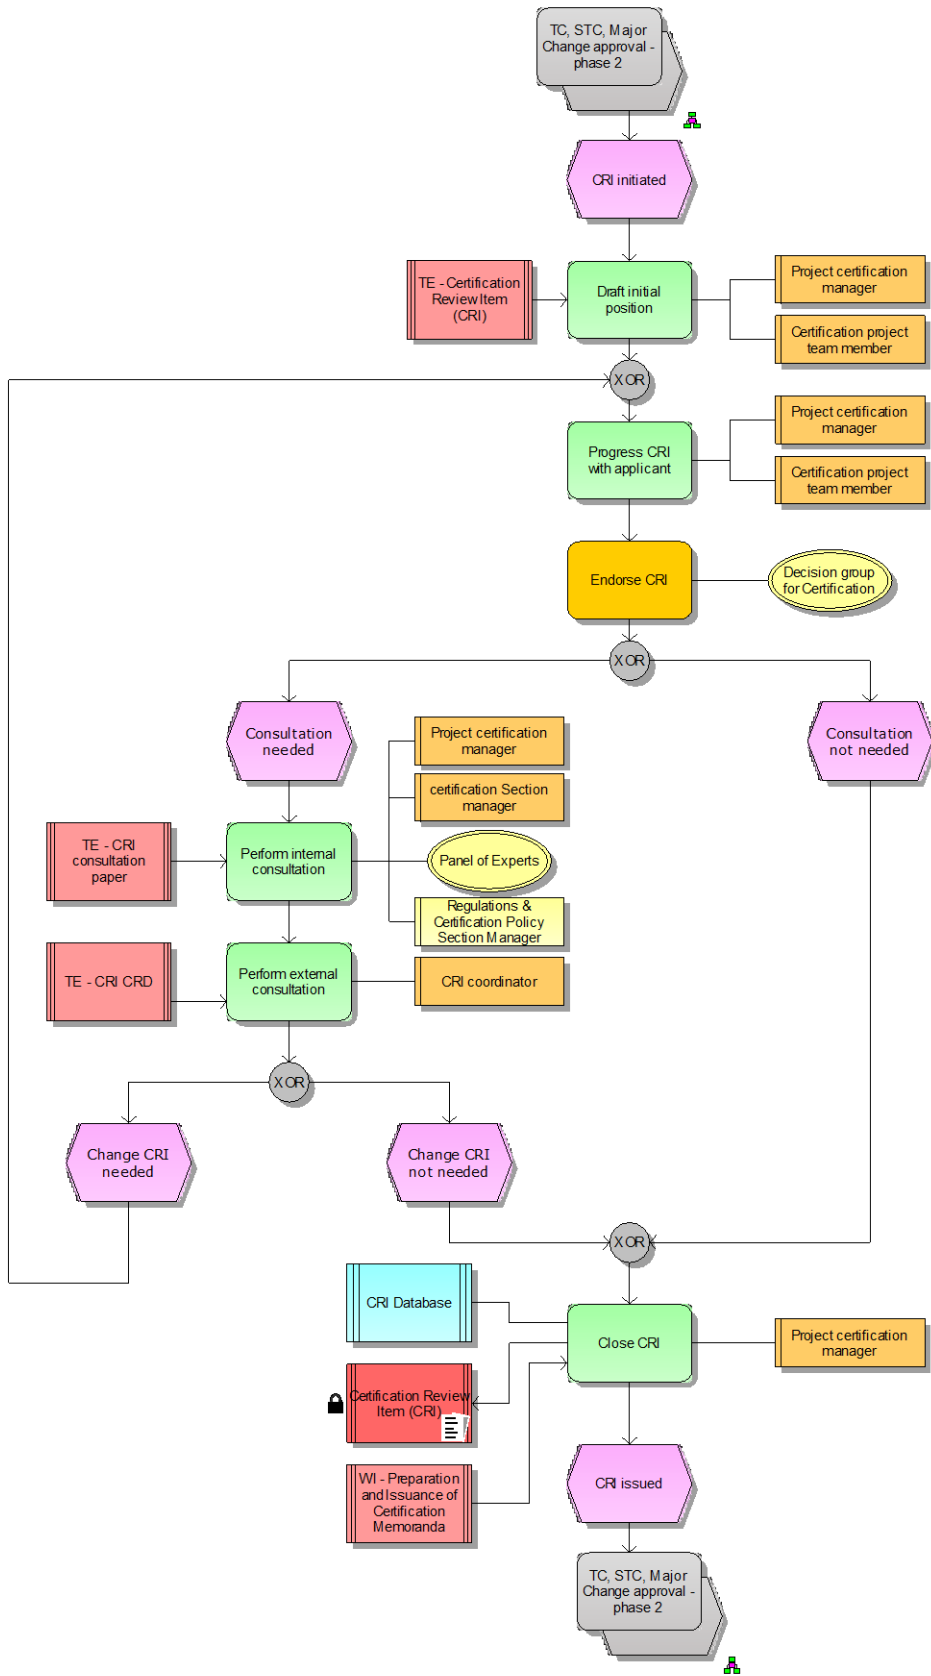 TC, STC, Major
Change approval -
phase 2
CRI initiated
TE - Certification
Review Item
(CRI)
Draft initial
position
Project certification
manager
Certification project
team member
XOR
Progress CRI
with applicant
Project certification
manager
Certification project
team member
Endorse CRI
Decision group
for Certification
XOR
Consultation
needed
Consultation
not needed
Project certification
manager
certification Section
manager
TE - CRI
consultation
paper
Perform internal
consultation
Panel of Experts
Regulations &
Certification Policy
Section Manager
TE - CRI CRD
Perform external
consultation
CRI coordinator
XOR
Change CRI
needed
Change CRI
not needed
XOR
CRI Database
Close CRI
Project certification
manager
Certification Review
Item (CRI)
WI - Preparation
and Issuance of
Certification
Memoranda
CRI issued
TC, STC, Major
Change approval -
phase 2